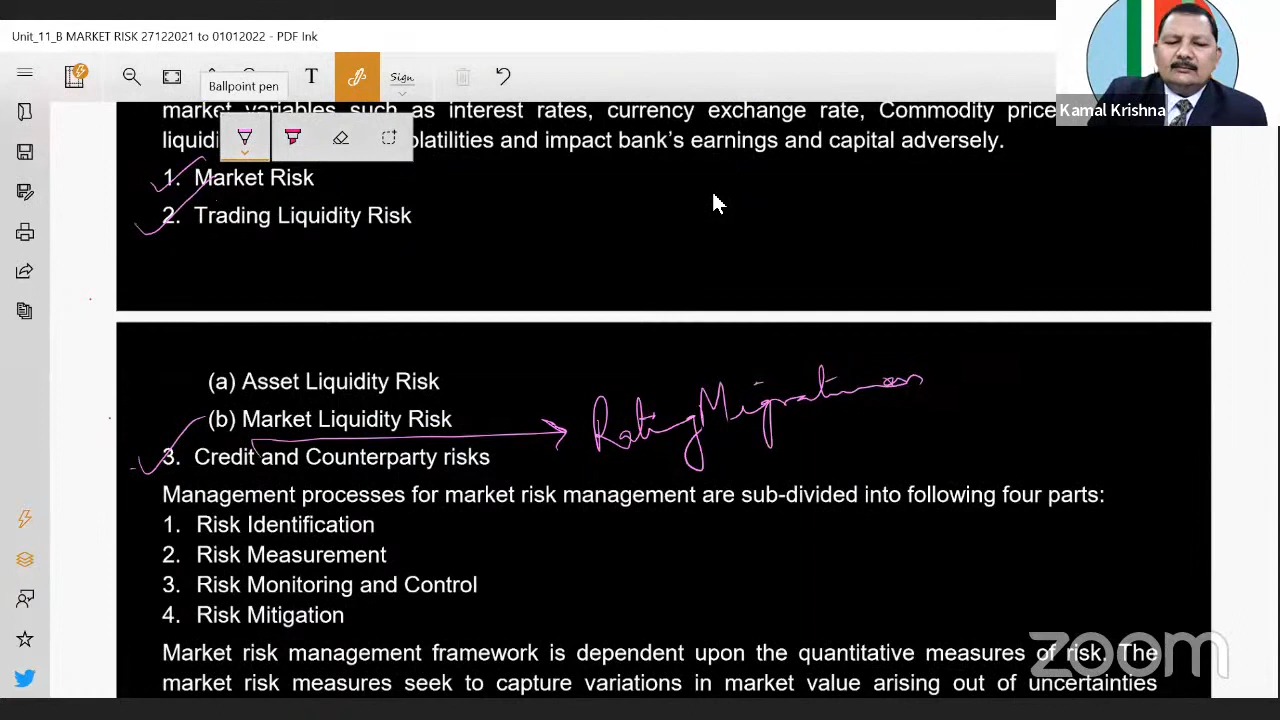 Unit_11_B MARKET RISK 27122021 to 01012022 - PDF Ink
T
Sign
Ballpoint pen
Kamal Krishna
market variables such as interest rates, currency exchange rate, Commodity price
liquidi olatilities and impact bank's earnings and capital adversely.
1. Market Risk
2. Trading Liquidity Risk
(a) Asset Liquidity Risk
(b) Market Liquidity Risk
Rating Migration
3. Credit and Counterparty risks
Management processes for market risk management are sub-divided into following four parts:
1. Risk Identification
2. Risk Measurement
3. Risk Monitoring and Control
4. Risk Mitigation
Market risk management framework is dependent upon the quantitative measures of risk. The
market risk measures seek to capture variations in market value arising out of uncertainties
zoom